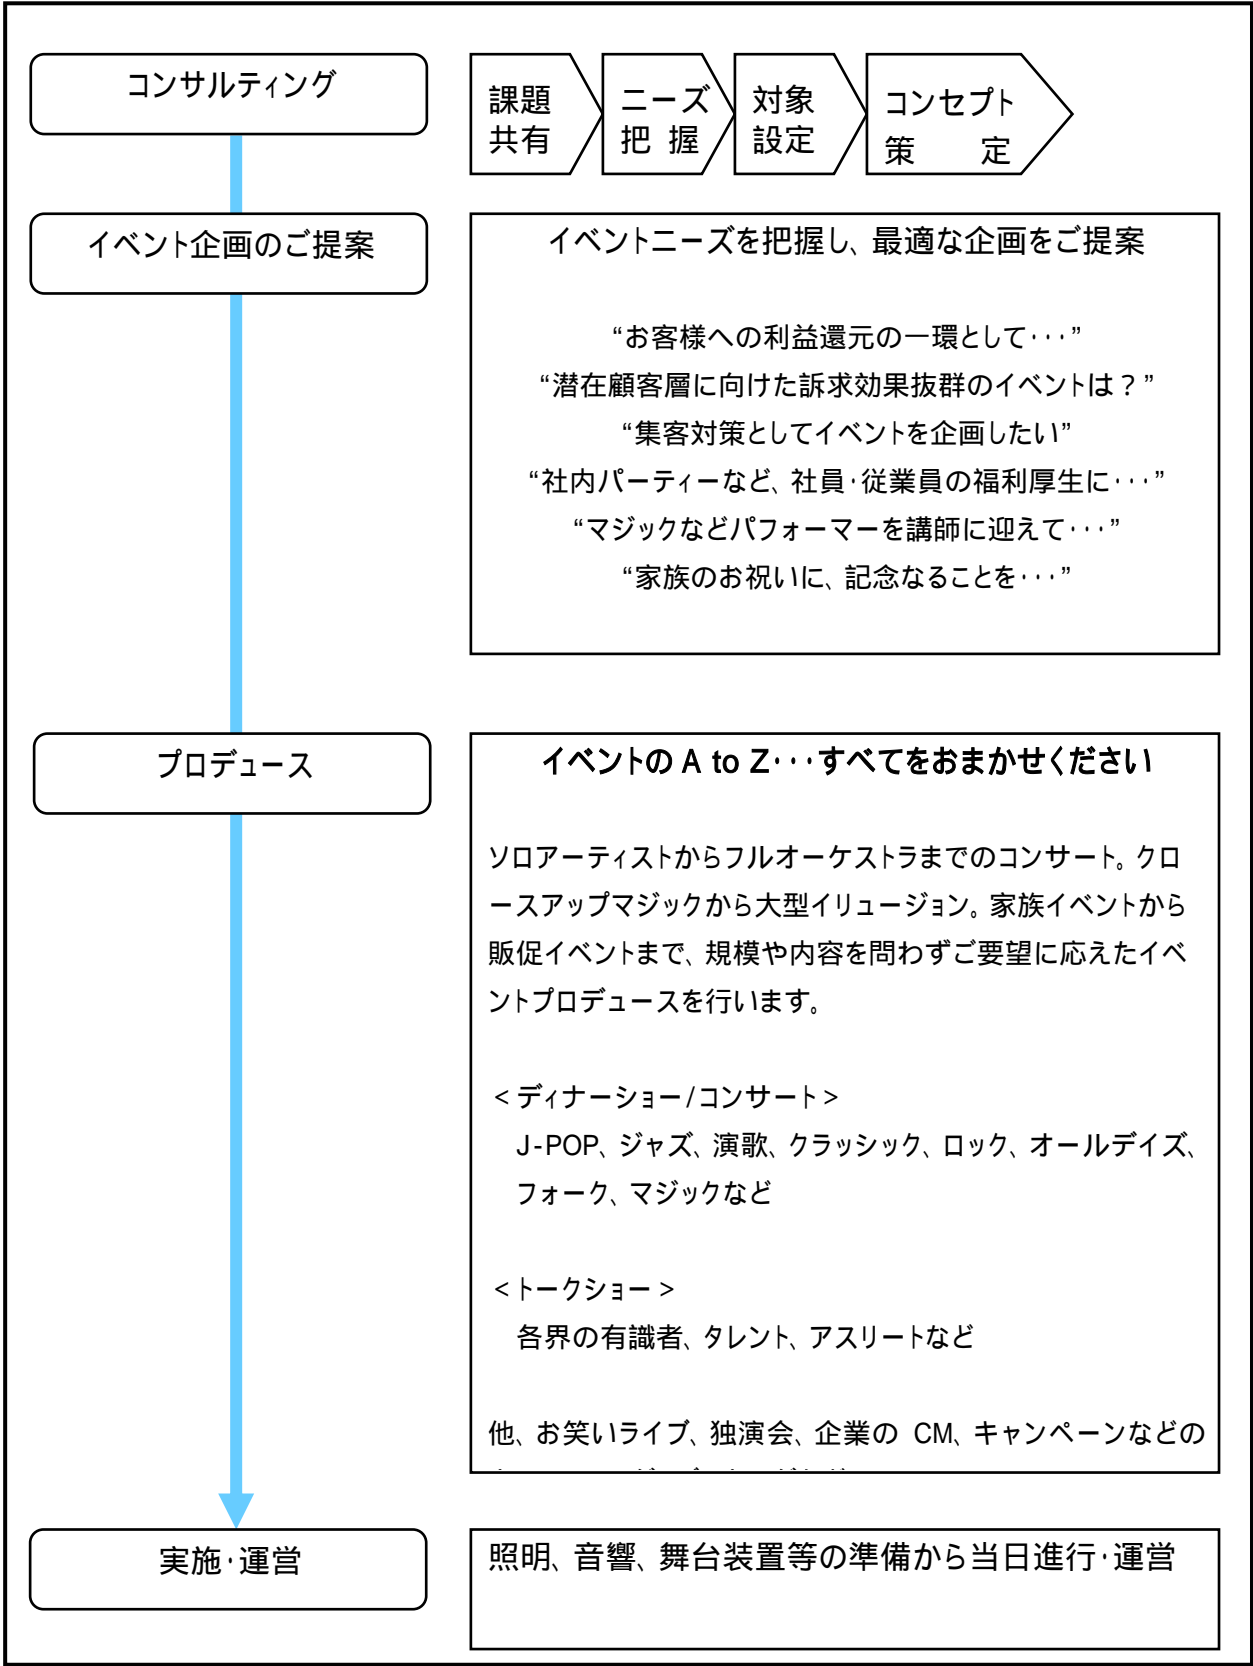 コンサルティング
課題
共有
ニーズ
把 握
対象
設定
コンセプト
策　定
イベント企画のご提案
イベントニーズを把握し、最適な企画をご提案
“お客様への利益還元の一環として･･･”
“潜在顧客層に向けた訴求効果抜群のイベントは？”
“集客対策としてイベントを企画したい”
“社内パーティーなど、社員･従業員の福利厚生に･･･”
“マジックなどパフォーマーを講師に迎えて･･･”
“家族のお祝いに、記念なることを･･･”
プロデュース
イベントの A to Z･･･すべてをおまかせください
ソロアーティストからフルオーケストラまでのコンサート。クロ
ースアップマジックから大型イリュージョン。家族イベントから
販促イベントまで、規模や内容を問わずご要望に応えたイベ
ントプロデュースを行います。
＜ディナーショー/コンサート＞
J-POP、ジャズ、演歌、クラッシック、ロック、オールデイズ、
フォーク、マジックなど
＜トークショー＞
各界の有識者、タレント、アスリートなど
他、お笑いライブ、独演会、企業の CM、キャンペーンなどの
実施･運営
照明、音響、舞台装置等の準備から当日進行･運営